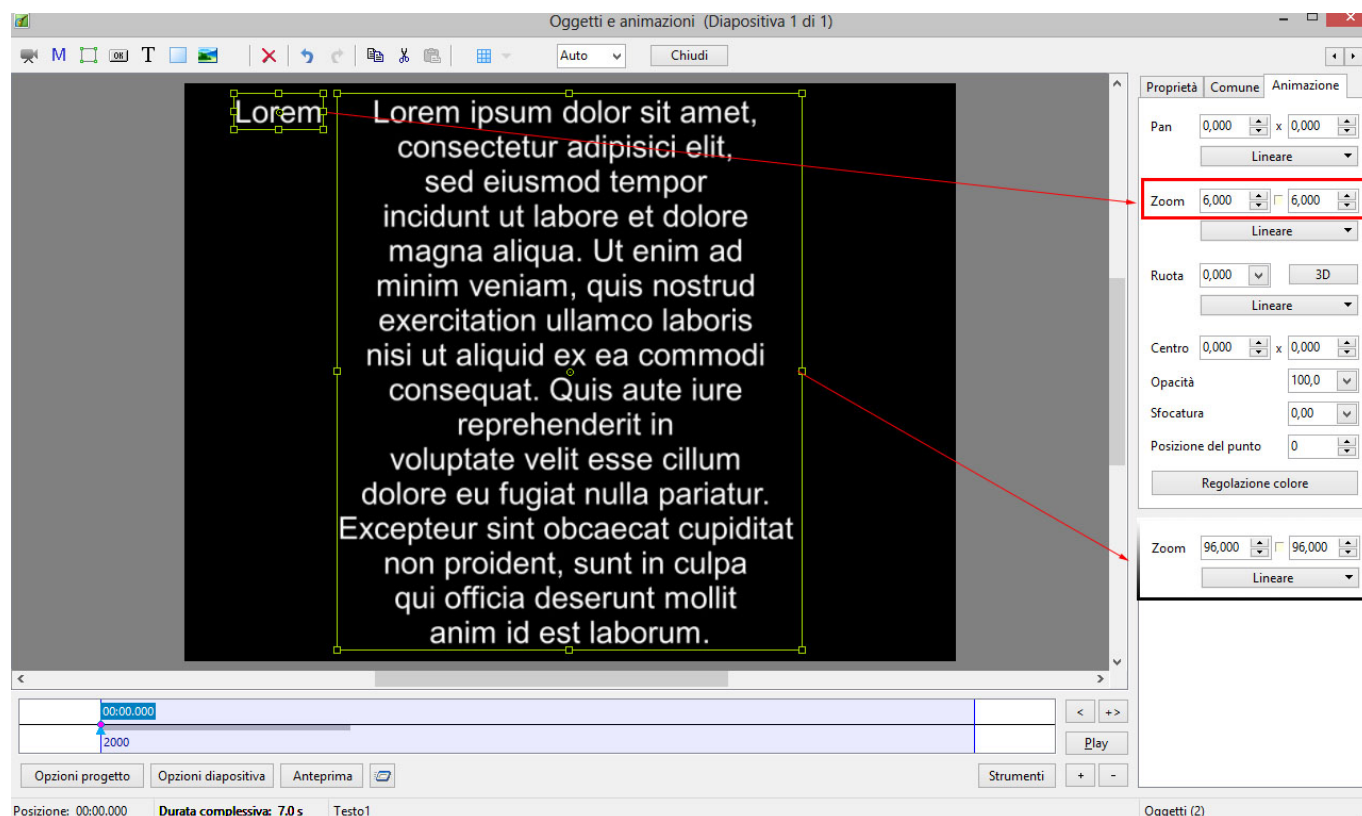 Oggetti e animazioni (Diapositiva 1 di 1)
M OK T Auto Chiudi
Proprietà Comune Animazione
Lorem
Lorem ipsum dolor sit amet,
consectetur adipisici elit,
sed eiusmod tempor
incidunt ut labore et dolore
magna aliqua. Ut enim ad
minim veniam, quis nostrud
exercitation ullamco laboris
nisi ut aliquid ex ea commodi
consequat. Quis aute iure
reprehenderit in
voluptate velit esse cillum
dolore eu fugiat nulla pariatur.
Excepteur sint obcaecat cupiditat
non proident, sunt in culpa
qui officia deserunt mollit
anim id est laborum.
Pan 0,000 x 0,000
Lineare
Zoom 6,000 6,000
Lineare
Ruota 0,000 3D
Lineare
Centro 0,000 x 0,000
Opacità 100,0
Sfocatura 0,00
Posizione del punto 0
Regolazione colore
Zoom 96,000 96,000
Lineare
00:00.000 < +>
2000 Play
Opzioni progetto Opzioni diapositiva Anteprima Strumenti + -
Posizione: 00:00.000 Durata complessiva: 7.0 s Testo1 Oggetti (2)